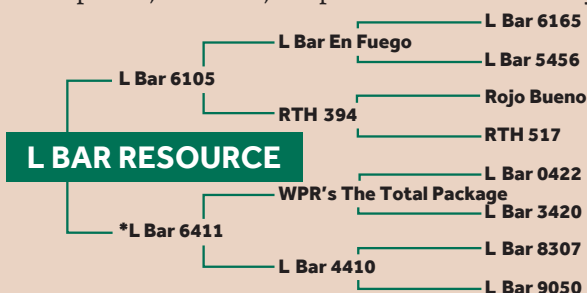 L Bar 6165
L Bar En Fuego
L Bar 5456
L Bar 6105
Rojo Bueno
RTH 394
RTH 517
L BAR RESOURCE
L Bar 0422
WPR's The Total Package
L Bar 3420
*L Bar 6411
L Bar 8307
L Bar 4410
L Bar 9050